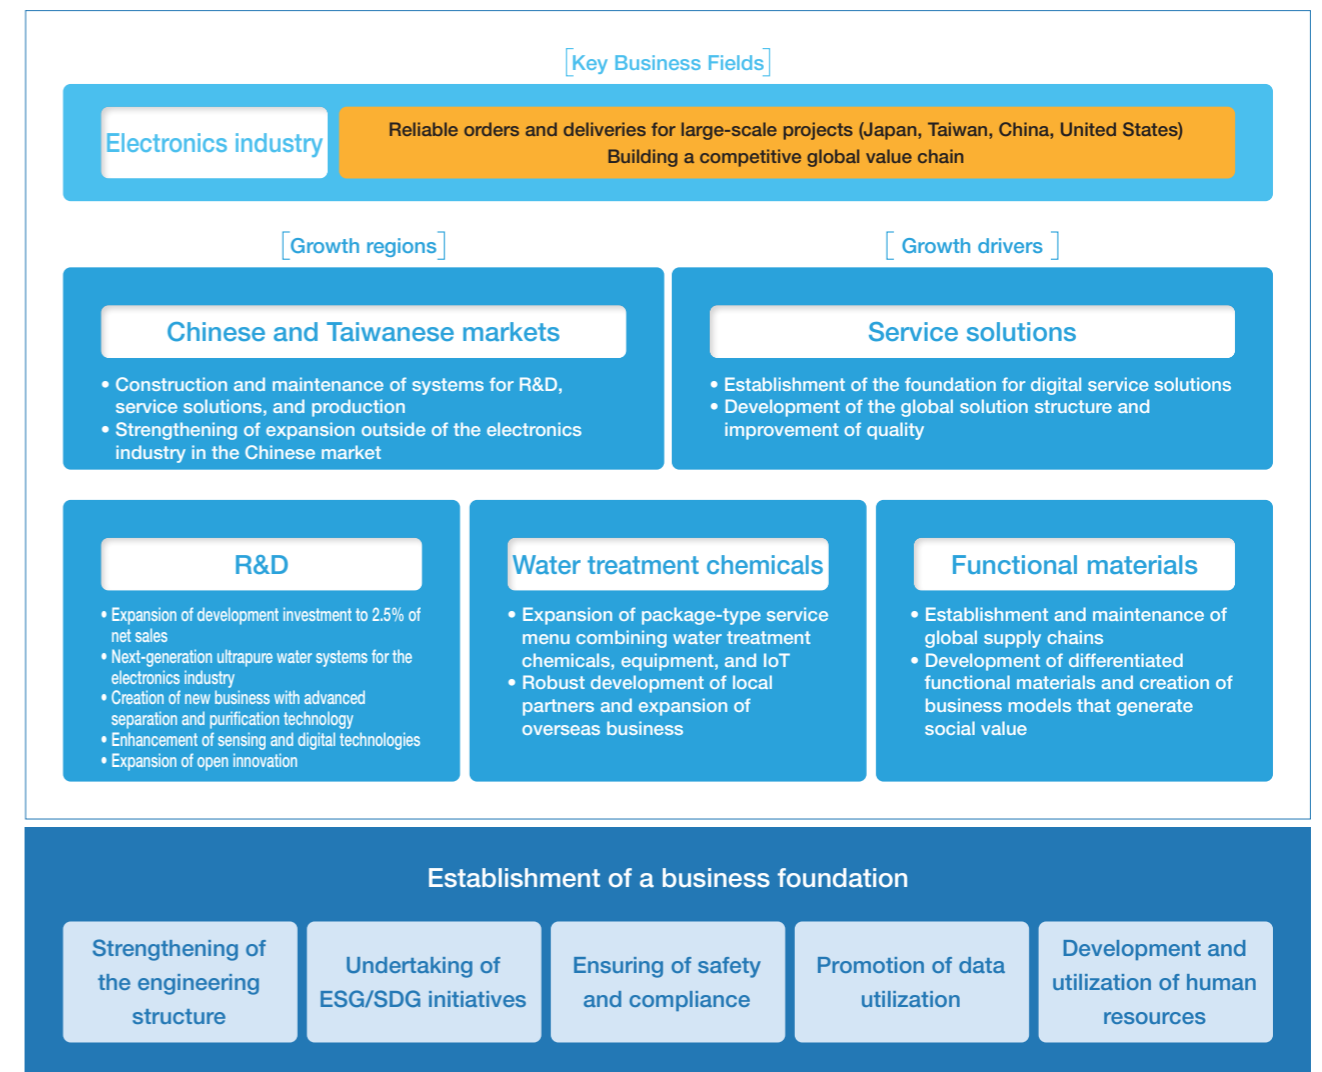 [Key Business Fields]
Electronics industry
Reliable orders and deliveries for large-scale projects (Japan, Taiwan, China, United States)
Building a competitive global value chain
[Growth regions]
Chinese and Taiwanese markets
• Construction and maintenance of systems for R&D,
service solutions, and production
• Strengthening of expansion outside of the electronics
industry in the Chinese market
[ Growth drivers ]
Service solutions
• Establishment of the foundation for digital service solutions
• Development of the global solution structure and
improvement of quality
R&D
• Expansion of development investment to 2.5% of
net sales
• Next-generation ultrapure water systems for the
electronics industry
• Creation of new business with advanced
separation and purification technology
• Enhancement of sensing and digital technologies
• Expansion of open innovation
Water treatment chemicals
• Expansion of package-type service
menu combining water treatment
chemicals, equipment, and IoT
• Robust development of local
partners and expansion of
overseas business
Functional materials
• Establishment and maintenance of
global supply chains
• Development of differentiated
functional materials and creation of
business models that generate
social value
Establishment of a business foundation
Strengthening of
the engineering
structure
Undertaking of
ESG/SDG initiatives
Ensuring of safety
and compliance
Promotion of data
utilization
Development and
utilization of human
resources